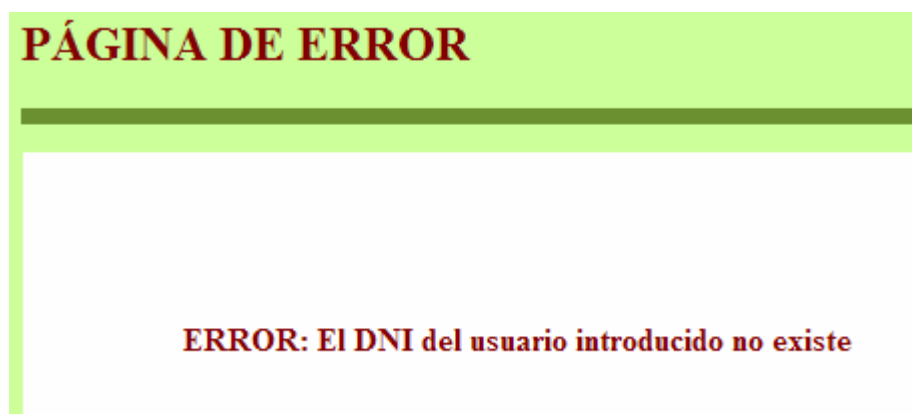 PÁGINA DE ERROR
ERROR: El DNI del usuario introducido no existe